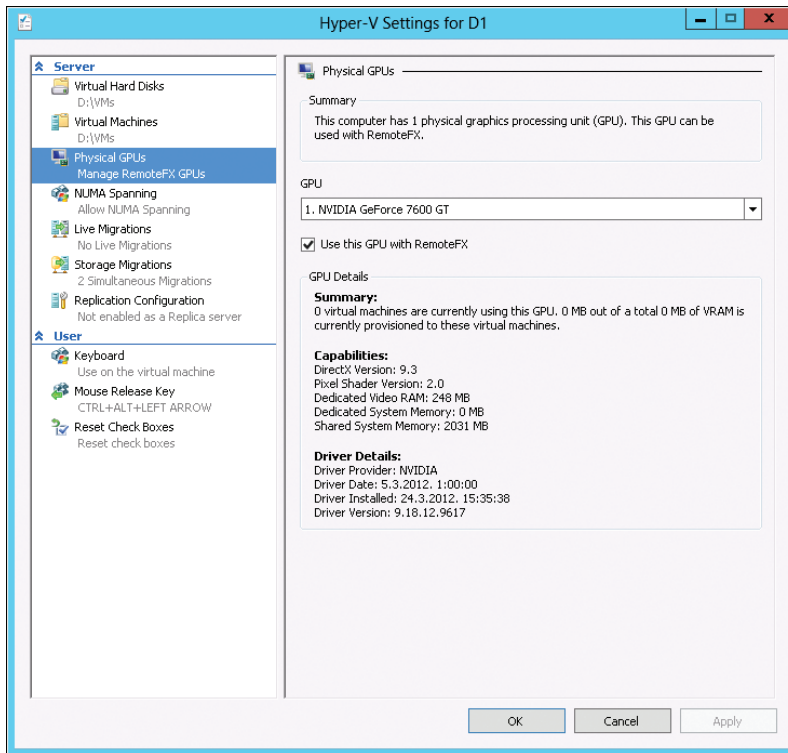 Hyper-V Settings for D1
Server
Virtual Hard Disks
D:\VMs
Virtual Machines
D:\VMs
Physical GPUs
Manage RemoteFX GPUs
NUMA Spanning
Allow NUMA Spanning
Live Migrations
No Live Migrations
Storage Migrations
2 Simultaneous Migrations
Replication Configuration
Not enabled as a Replica server
User
Keyboard
Use on the virtual machine
Mouse Release Key
CTRL+ALT+LEFT ARROW
Reset Check Boxes
Reset check boxes
Physical GPUs
Summary
This computer has 1 physical graphics processing unit (GPU). This GPU can be
used with RemoteFX.
GPU
1. NVIDIA GeForce 7600 GT
Use this GPU with RemoteFX
GPU Details
Summary:
0 virtual machines are currently using this GPU. 0 MB out of a total 0 MB of VRAM is
currently provisioned to these virtual machines.
Capabilities:
DirectX Version: 9.3
Pixel Shader Version: 2.0
Dedicated Video RAM: 248 MB
Dedicated System Memory: 0 MB
Shared System Memory: 2031 MB
Driver Details:
Driver Provider: NVIDIA
Driver Date: 5.3.2012. 1:00:00
Driver Installed: 24.3.2012. 15:35:38
Driver Version: 9.18.12.9617
OK
Cancel
Apply